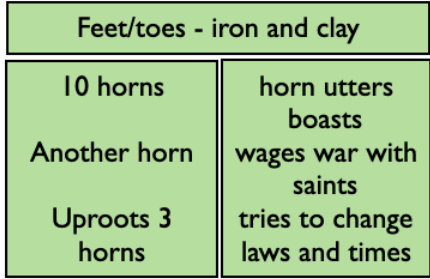 Feet/toes - iron and clay
10 horns
Another horn
Uproots 3
horns
horn utters
boasts
wages war with
saints
tries to change
laws and times